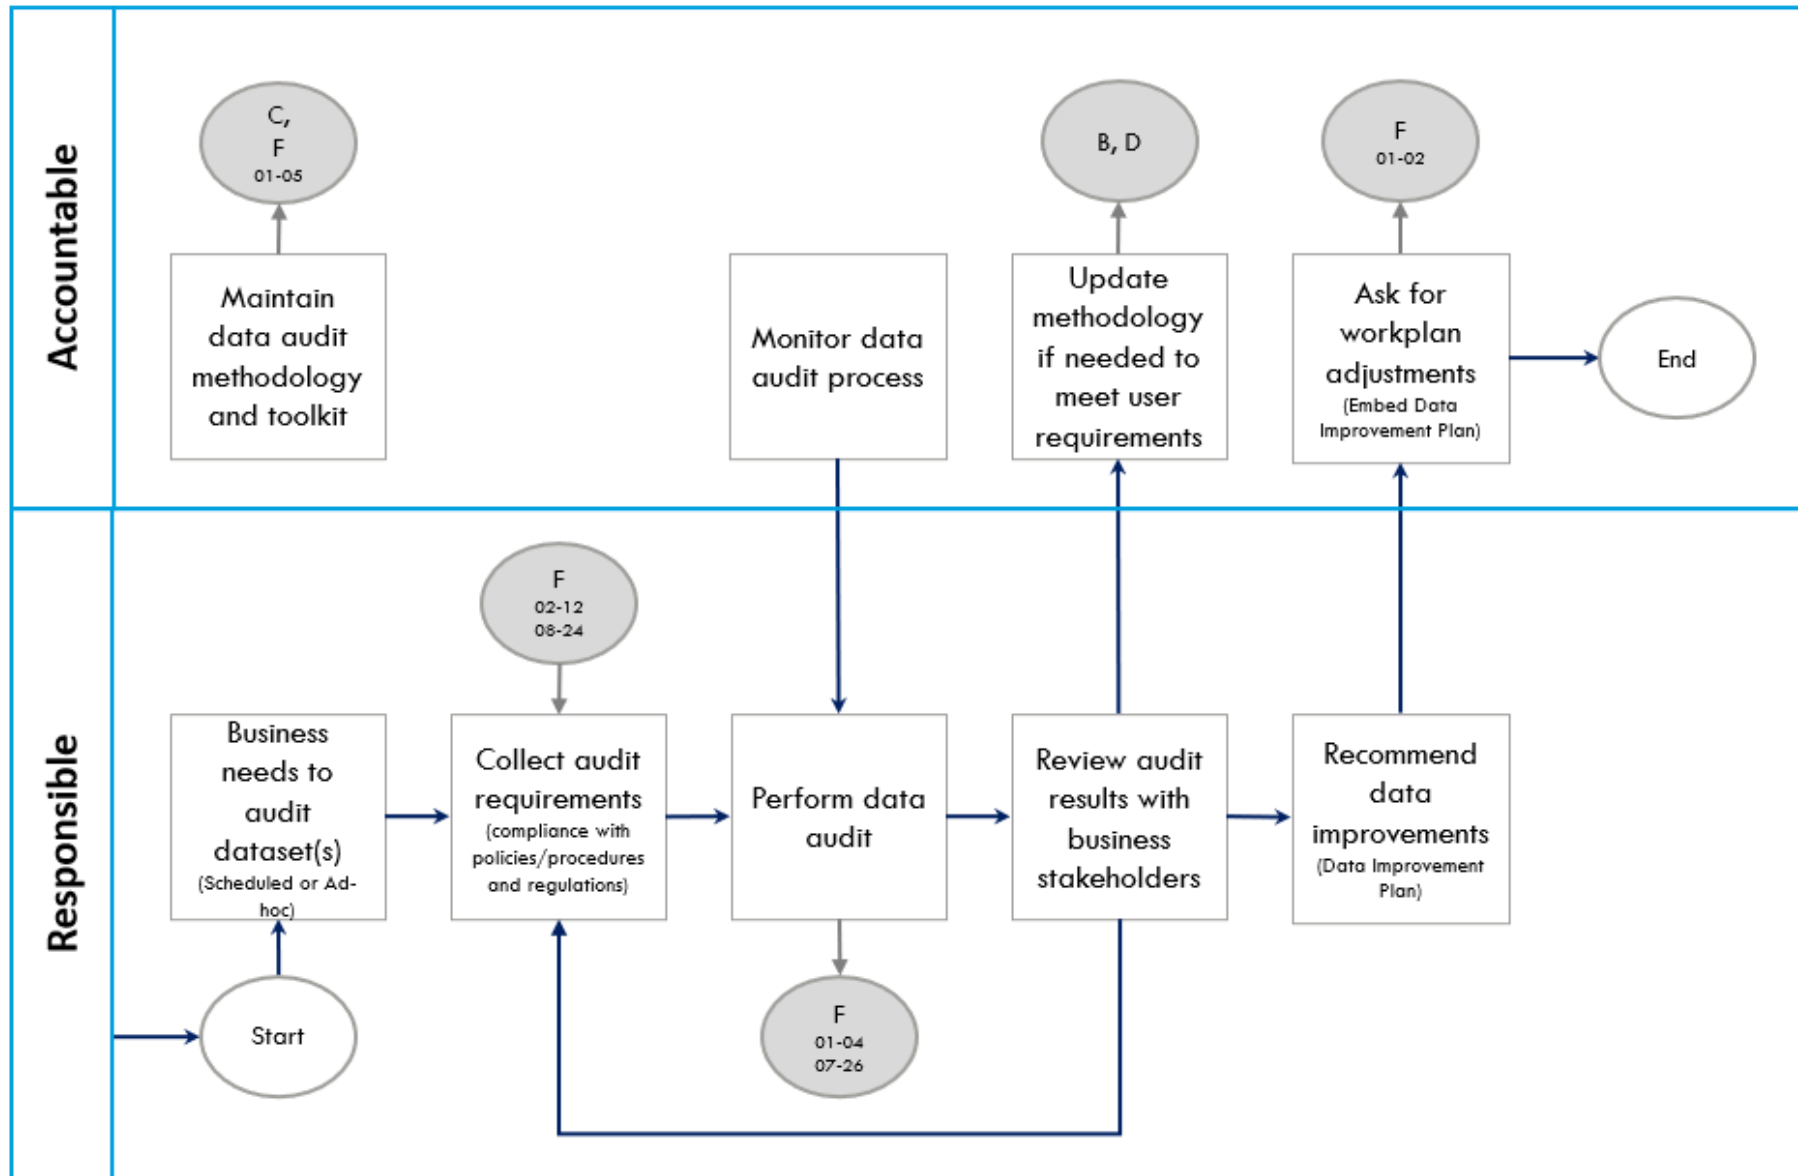 Accountable
C,
F
01-05
B, D
F
01-02
Maintain
data audit
methodology
and toolkit
Monitor data
audit process
Update
methodology
if needed to
meet user
requirements
Ask for
workplan
adjustments
(Embed Data
Improvement Plan)
End
Responsible
F
02-12
08-24
Business
needs to
audit
dataset(s)
(Scheduled or Ad-
hoc)
Collect audit
requirements
(compliance with
policies/procedures
and regulations)
Perform data
audit
Review audit
results with
business
stakeholders
Recommend
data
improvements
(Data Improvement
Plan)
Start
F
01-04
07-26